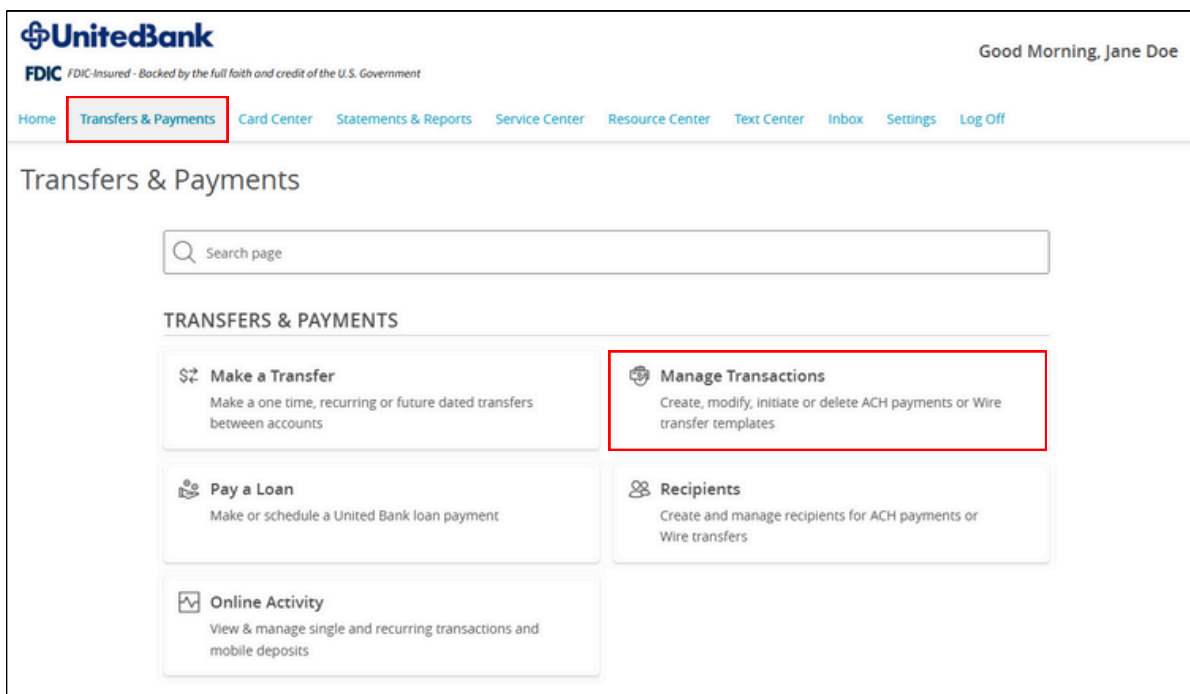 UnitedBank
Good Morning, Jane Doe
FDIC FDIC-Insured - Backed by the full faith and credit of the U.S. Government
Home Transfers & Payments Card Center Statements & Reports Service Center Resource Center Text Center Inbox Settings Log Off
Transfers & Payments
Search page
TRANSFERS & PAYMENTS
Make a Transfer
Make a one time, recurring or future dated transfers
between accounts
Manage Transactions
Create, modify, initiate or delete ACH payments or Wire
transfer templates
Pay a Loan
Make or schedule a United Bank loan payment
Recipients
Create and manage recipients for ACH payments or
Wire transfers
Online Activity
View & manage single and recurring transactions and
mobile deposits